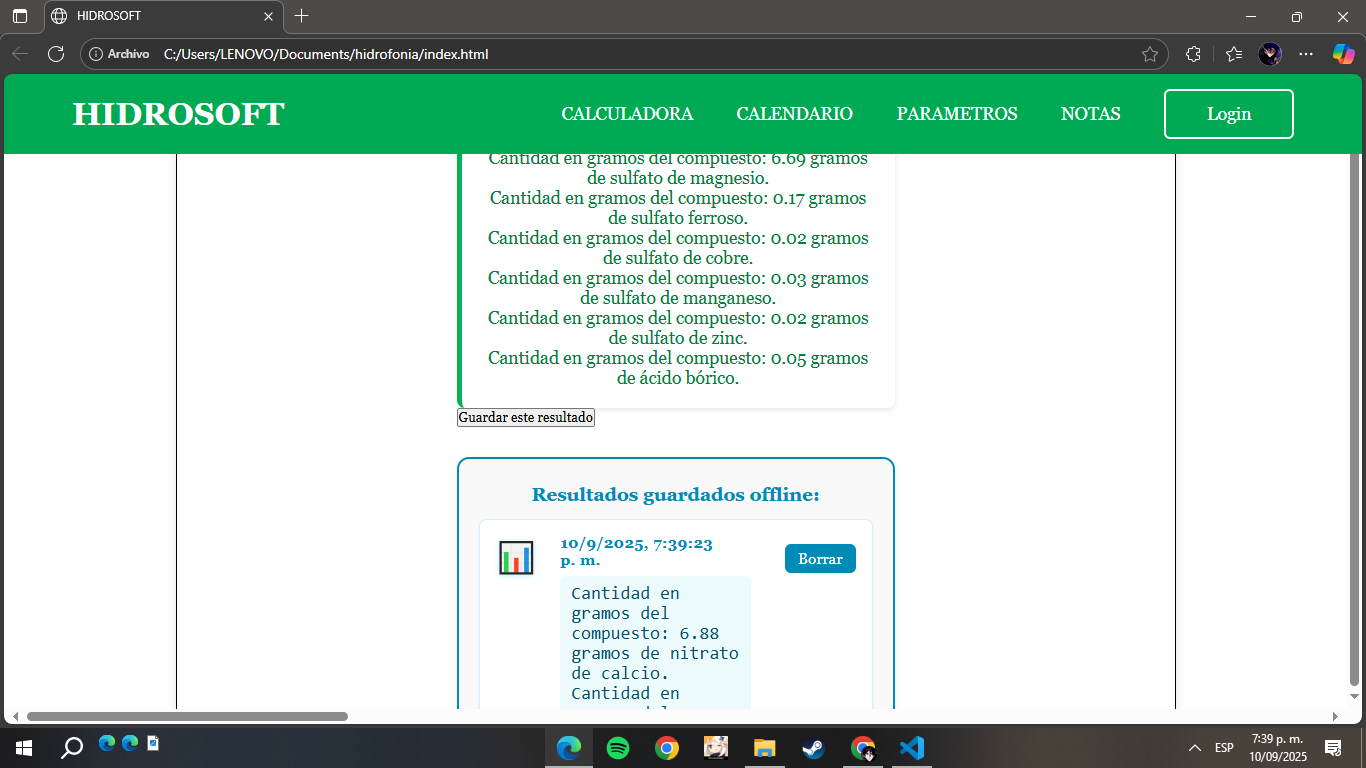 HIDROSOFT
Archivo C:/Users/LENOVO/Documents/hidrofonia/index.html
HIDROSOFT CALCULADORA CALENDARIO PARAMETROS NOTAS Login
Cantidad en gramos del compuesto: 6.69 gramos
de sulfato de magnesio.
Cantidad en gramos del compuesto: 0.17 gramos
de sulfato ferroso.
Cantidad en gramos del compuesto: 0.02 gramos
de sulfato de cobre.
Cantidad en gramos del compuesto: 0.03 gramos
de sulfato de manganeso.
Cantidad en gramos del compuesto: 0.02 gramos
de sulfato de zinc.
Cantidad en gramos del compuesto: 0.05 gramos
de ácido bórico.
Guardar este resultado
Resultados guardados offline:
10/9/2025, 7:39:23
p. m.
Borrar
Cantidad en
gramos del
compuesto: 6.88
gramos de nitrato
de calcio.
Cantidad en
ESP
7:39 p. m.
10/09/2025